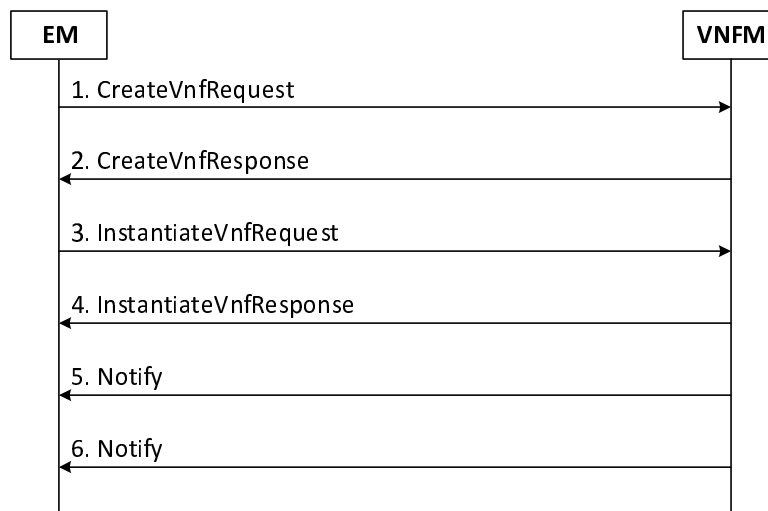 EM
VNFM
1. CreateVnfRequest
2. CreateVnfResponse
3. InstantiateVnfRequest
4. InstantiateVnfResponse
5. Notify
6. Notify